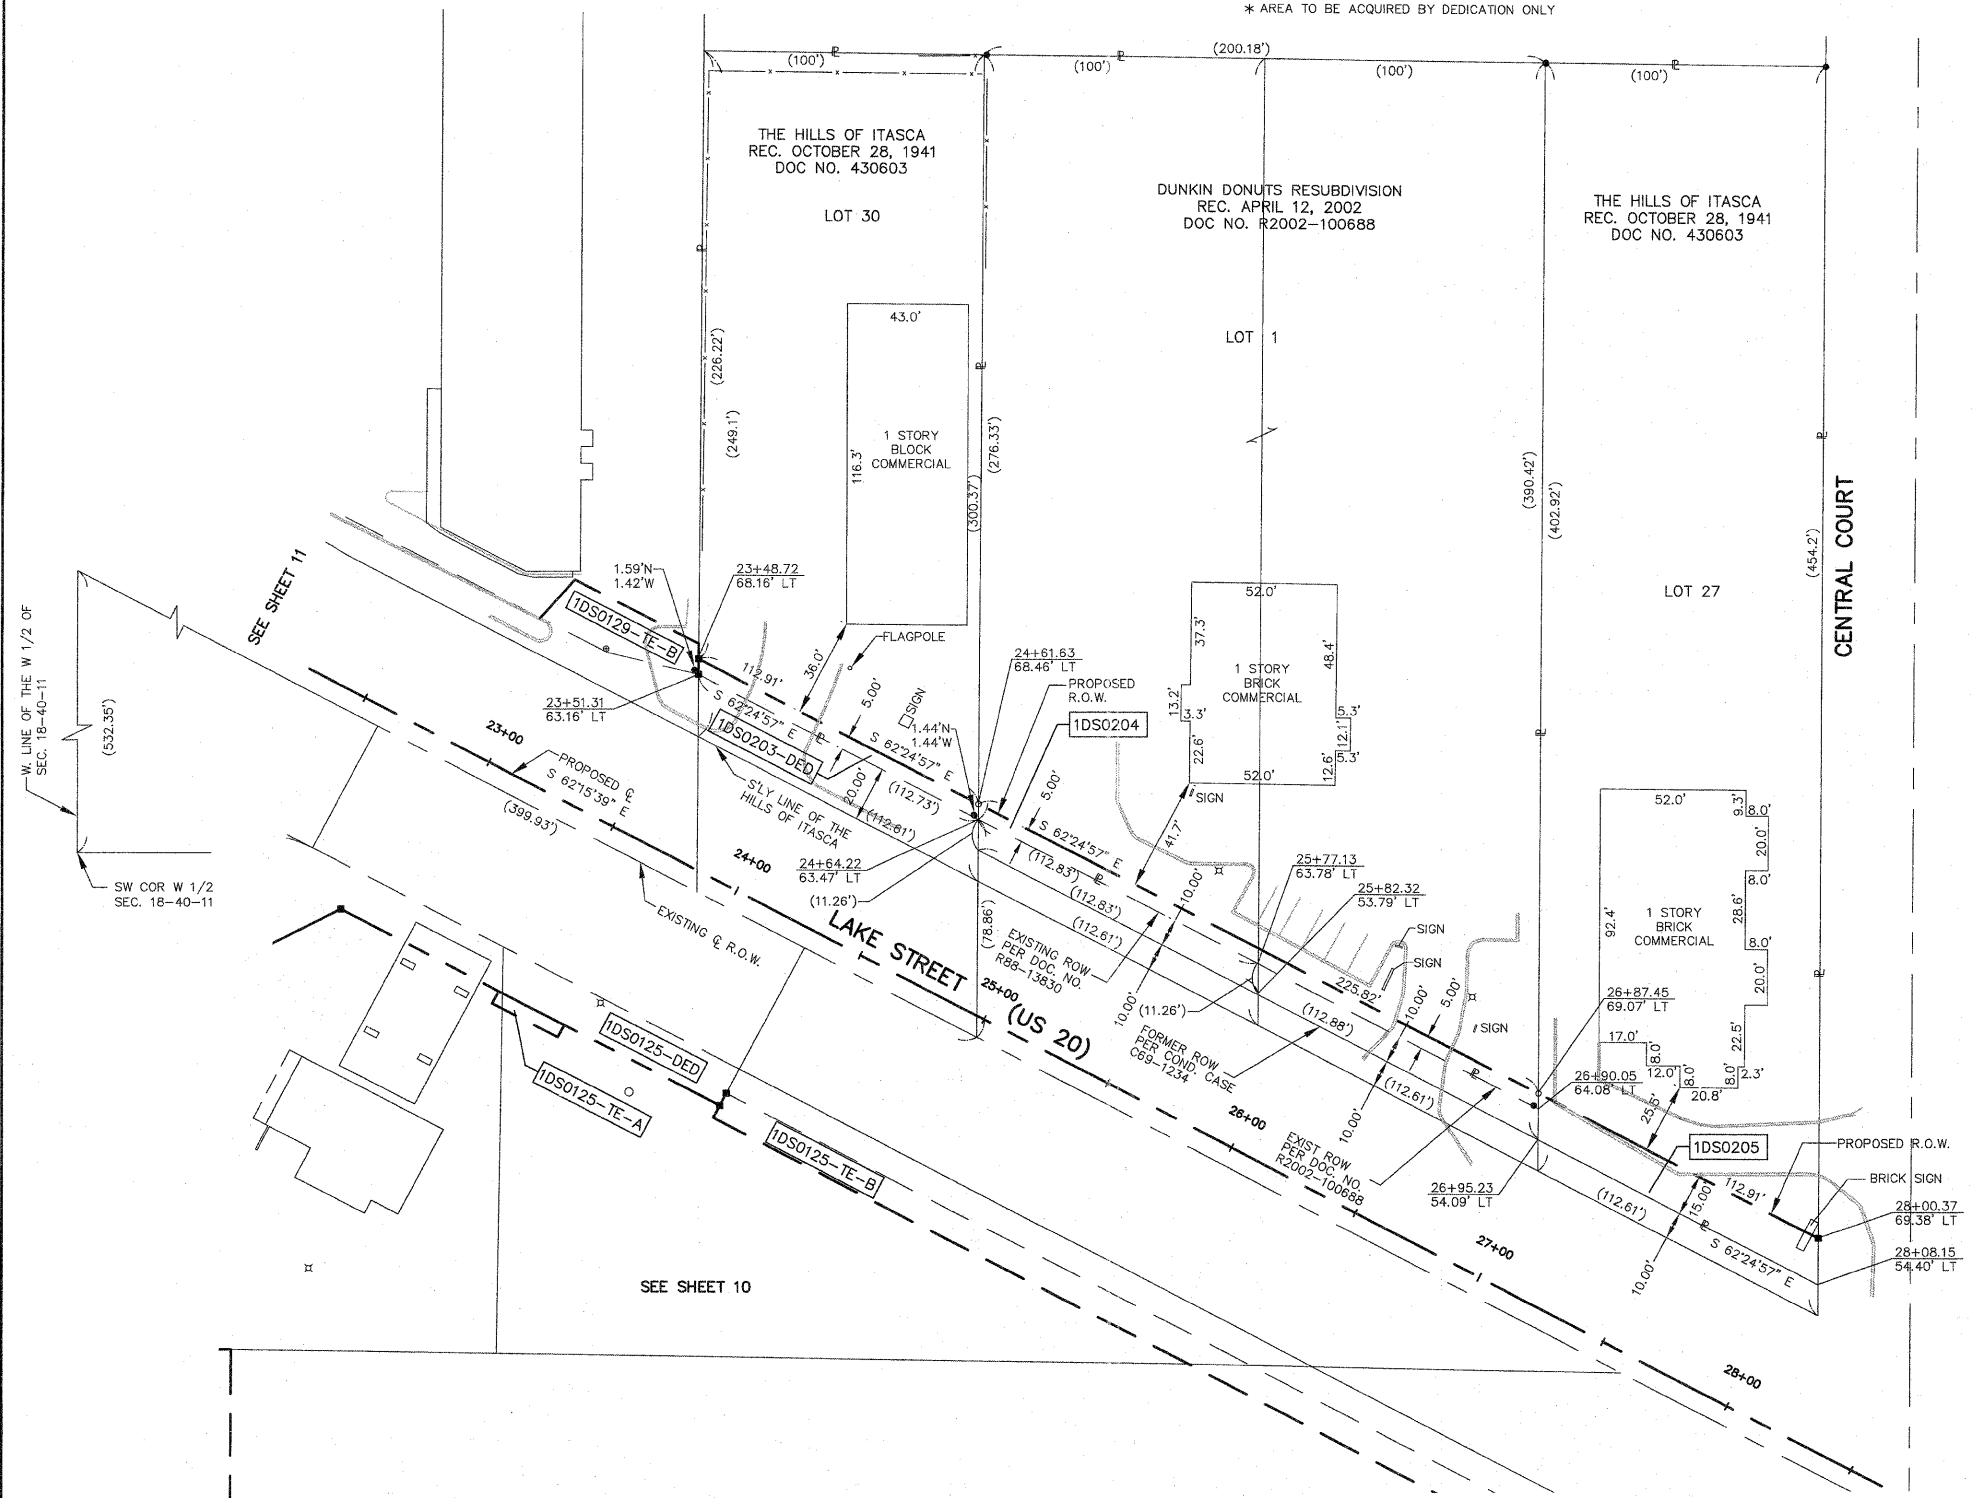 * AREA TO BE ACQUIRED BY DEDICATION ONLY
(200.18')
(100')
(100')
(100')
(100')
THE HILLS OF ITASCA
REC. OCTOBER 28, 1941
DOC NO. 430603
LOT 30
DUNKIN DONUTS RESUBDIVISION
REC. APRIL 12, 2002
DOC NO. R2002-100688
LOT 1
THE HILLS OF ITASCA
REC. OCTOBER 28, 1941
DOC NO. 430603
LOT 27
CENTRAL COURT
43.0'
116.3'
1 STORY
BLOCK
COMMERCIAL
(226.22')
(249.1')
(276.33')
(300.37')
(390.42')
(402.92')
(454.2')
52.0'
37.3'
48.4'
1 STORY
BRICK
COMMERCIAL
13.2'
3.3'
22.6'
5.3'
12.1'
5.3'
12.6'
52.0'
SIGN
41.7'
52.0'
9.3'
8.0'
20.0'
8.0'
28.6'
8.0'
20.0'
92.4'
1 STORY
BRICK
COMMERCIAL
17.0'
8.0'
12.0'
8.0'
20.8'
8.0'
2.3'
22.5'
25.5'
SEE SHEET 11
W. LINE OF THE W 1/2 OF
SEC. 18-40-11
(532.35')
SW COR W 1/2
SEC. 18-40-11
1.59'N
1.42'W
23+48.72
68.16' LT
1DS0129-TE-B
23+51.31
63.16' LT
112.91'
S 62°24'57" E
36.0'
FLAGPOLE
5.00'
SIGN
1DS0203-DED
S 62°24'57" E
1.44'N
1.44'W
24+61.63
68.46' LT
PROPOSED
R.O.W.
1DS0204
20.00'
(112.73')
(112.61')
S'LY LINE OF THE
HILLS OF ITASCA
24+64.22
63.47' LT
(11.26')
23+00
PROPOSED ℄
S 62°15'39" E
(399.93')
24+00
EXISTING ℄ R.O.W.
LAKE STREET (US 20)
25+00
(78.86')
5.00'
S 62°24'57" E
(112.83')
(112.83')
(112.61')
EXISTING ROW
PER DOC. NO.
R88-13830
10.00'
10.00'
25+77.13
63.78' LT
25+82.32
53.79' LT
(11.26')
FORMER ROW
PER COND. CASE
C69-1234
SIGN
SIGN
225.82'
(112.88')
10.00'
5.00'
SIGN
10.00'
(112.61')
26+00
EXIST ROW
PER DOC. NO.
R2002-100688
26+87.45
69.07' LT
26+90.05
64.08' LT
26+95.23
54.09' LT
27+00
(112.61')
1DS0205
PROPOSED R.O.W.
BRICK SIGN
112.91'
15.00'
10.00'
S 62°24'57" E
28+00.37
69.38' LT
28+08.15
54.40' LT
28+00
1DS0125-DED
1DS0125-TE-A
1DS0125-TE-B
SEE SHEET 10